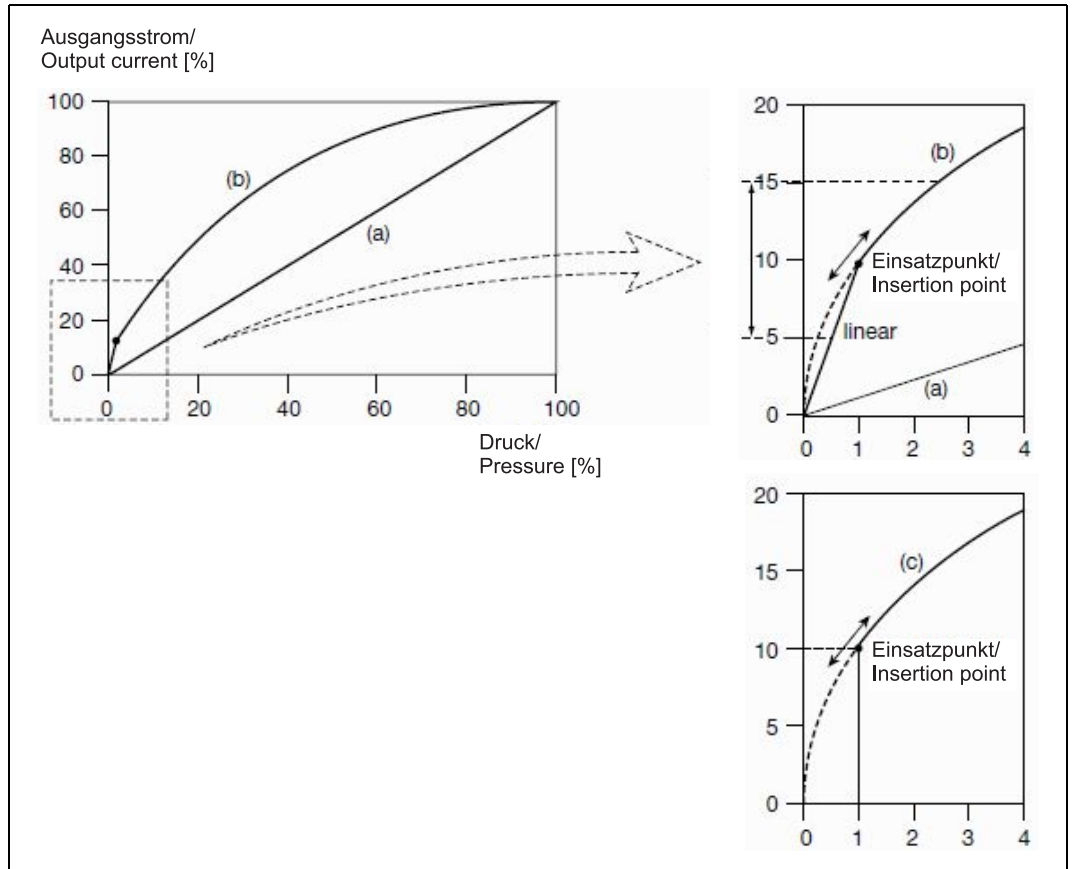 Ausgangsstrom/
Output current [%]
100
80
60
40
20
0
(b)
(a)
0 20 40 60 80 100
Druck/
Pressure [%]
20
15
10
5
0
(b)
Einsatzpunkt/
Insertion point
linear
(a)
0 1 2 3 4
20
15
10
5
0
(c)
Einsatzpunkt/
Insertion point
0 1 2 3 4